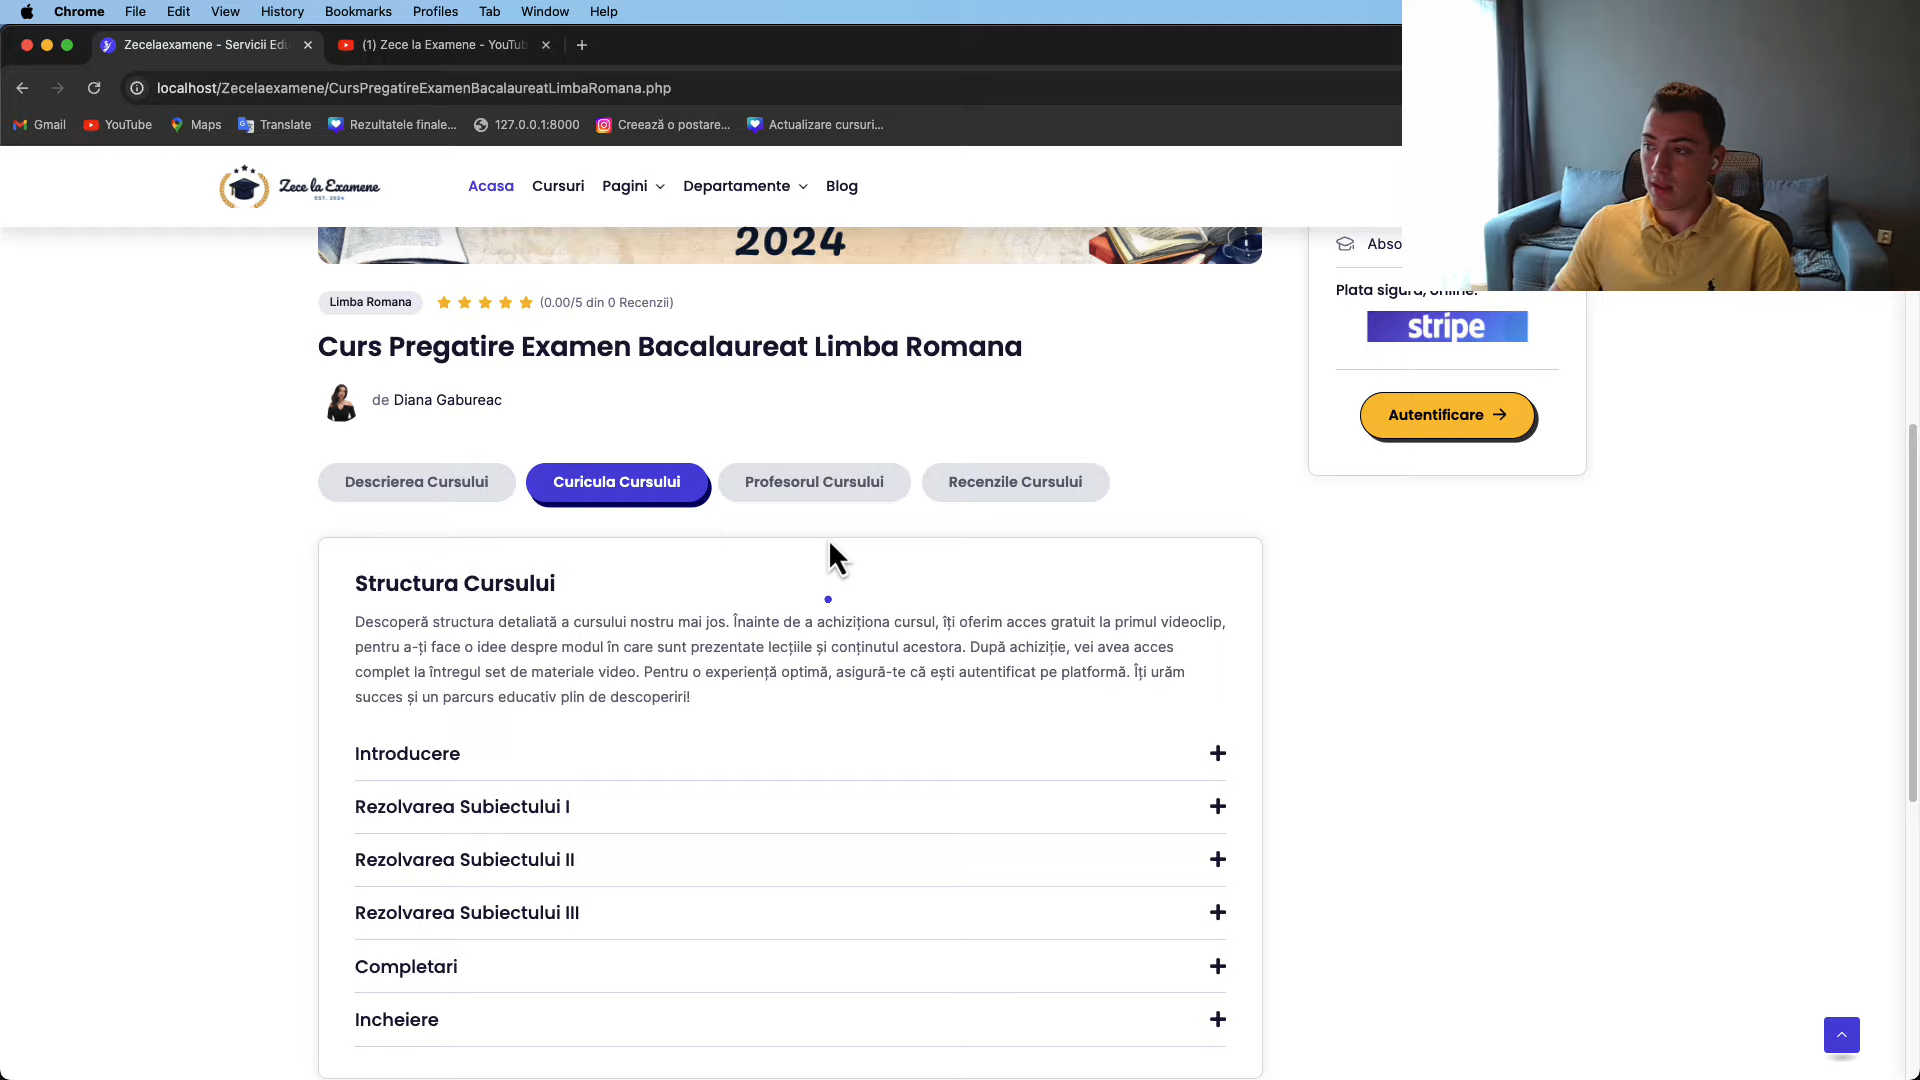 Chrome File Edit View History Bookmarks Profiles Tab Window Help
Zecelaexamene - Servicii Edu
(1) Zece la Examene - YouTub
localhost/Zecelaexamene/CursPregatireExamenBacalaureatLimbaRomana.php
Gmail YouTube Maps Translate Rezultatele finale... 127.0.0.1:8000 Creează o postare... Actualizare cursuri...
Zece la Examene
EST. 2024
Acasa Cursuri Pagini Departamente Blog
2024
Abso
Plata sigura, online:
stripe
Autentificare
Limba Romana (0.00/5 din 0 Recenzii)
Curs Pregatire Examen Bacalaureat Limba Romana
de Diana Gabureac
Descrierea Cursului Curicula Cursului Profesorul Cursului Recenzile Cursului
Structura Cursului
Descoperă structura detaliată a cursului nostru mai jos. Înainte de a achiziționa cursul, îți oferim acces gratuit la primul videoclip,
pentru a-ți face o idee despre modul în care sunt prezentate lecțiile și conținutul acestora. După achiziție, vei avea acces
complet la întregul set de materiale video. Pentru o experiență optimă, asigură-te că ești autentificat pe platformă. Îți urăm
succes și un parcurs educativ plin de descoperiri!
Introducere
Rezolvarea Subiectului I
Rezolvarea Subiectului II
Rezolvarea Subiectului III
Completari
Incheiere